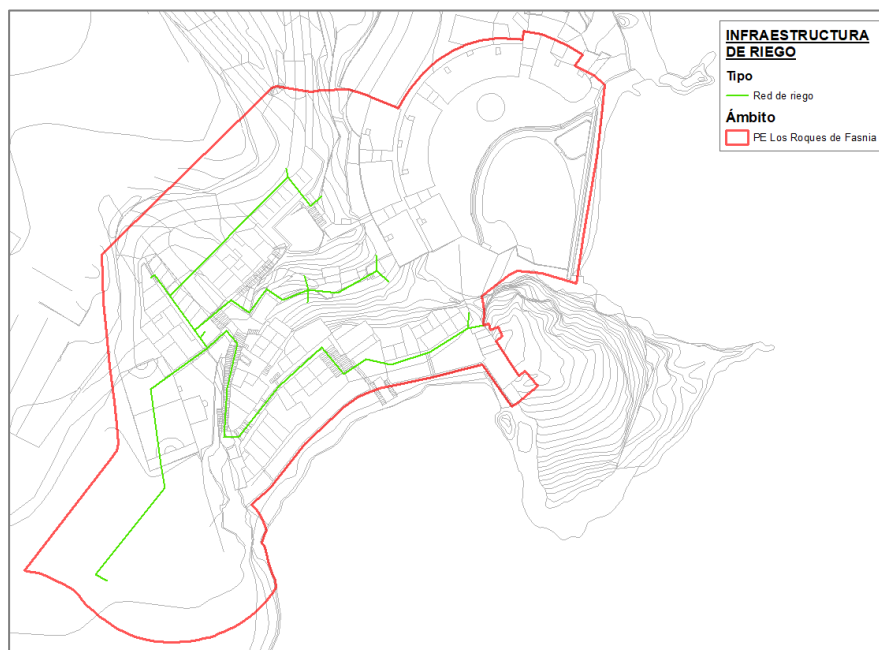 INFRAESTRUCTURA
DE RIEGO
Tipo
Red de riego
Ámbito
PE Los Roques de Fasnia